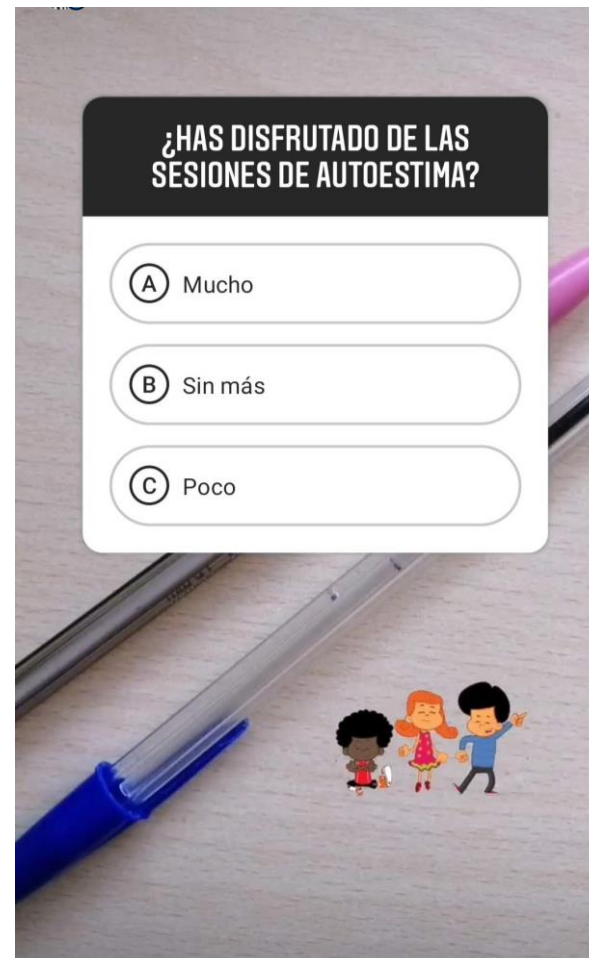 ¿HAS DISFRUTADO DE LAS
SESIONES DE AUTOESTIMA?
A Mucho
B Sin más
C Poco